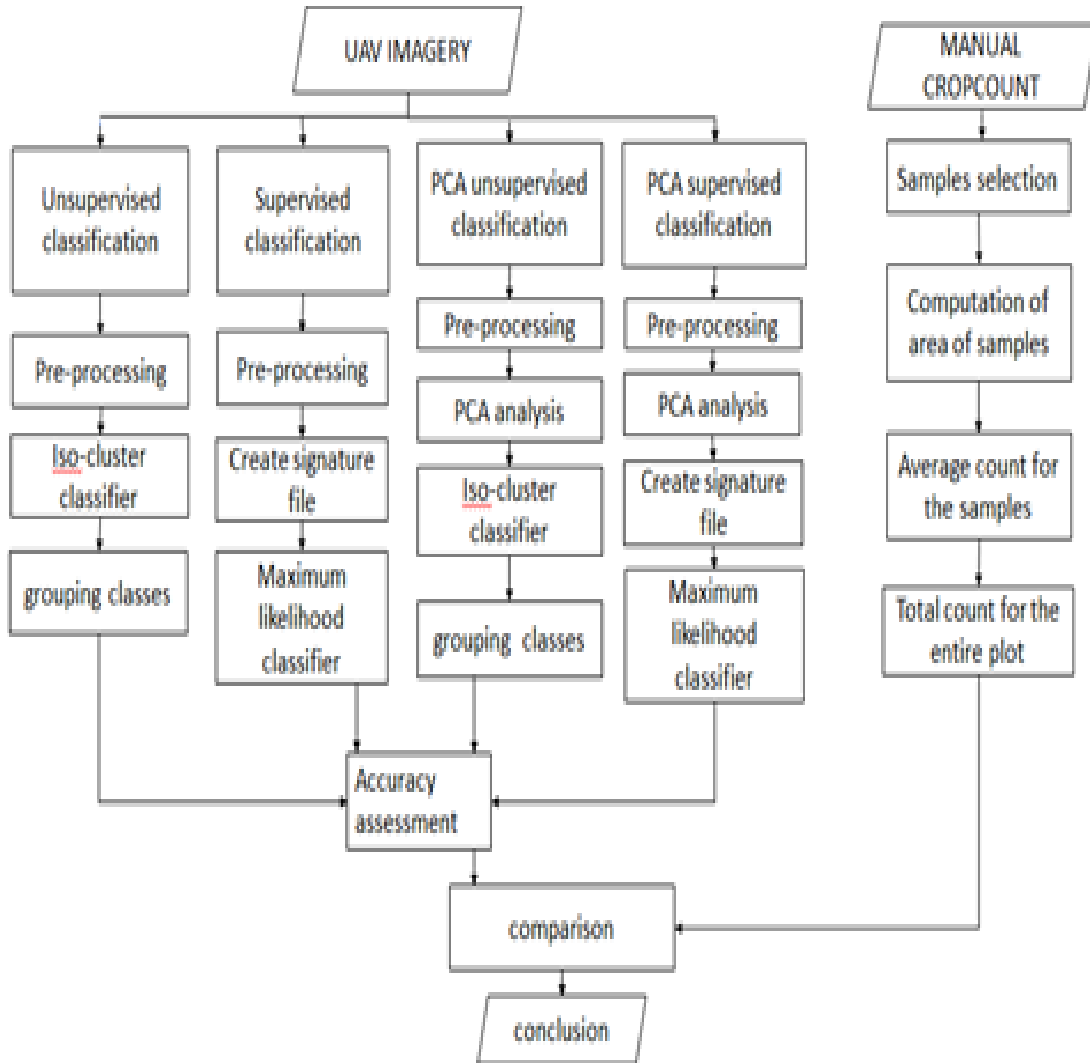 UAV IMAGERY
MANUAL
CROPCOUNT
Unsupervised
classification
Supervised
classification
PCA unsupervised
classification
PCA supervised
classification
Samples selection
Pre-processing
Pre-processing
Pre-processing
Pre-processing
Computation of
area of samples
Iso-cluster
classifier
Create signature
file
PCA analysis
PCA analysis
Average count for
the samples
grouping classes
Maximum
likelihood
classifier
Iso-cluster
classifier
Create signature
file
Total count for the
entire plot
grouping classes
Maximum
likelihood
classifier
Accuracy
assessment
comparison
conclusion